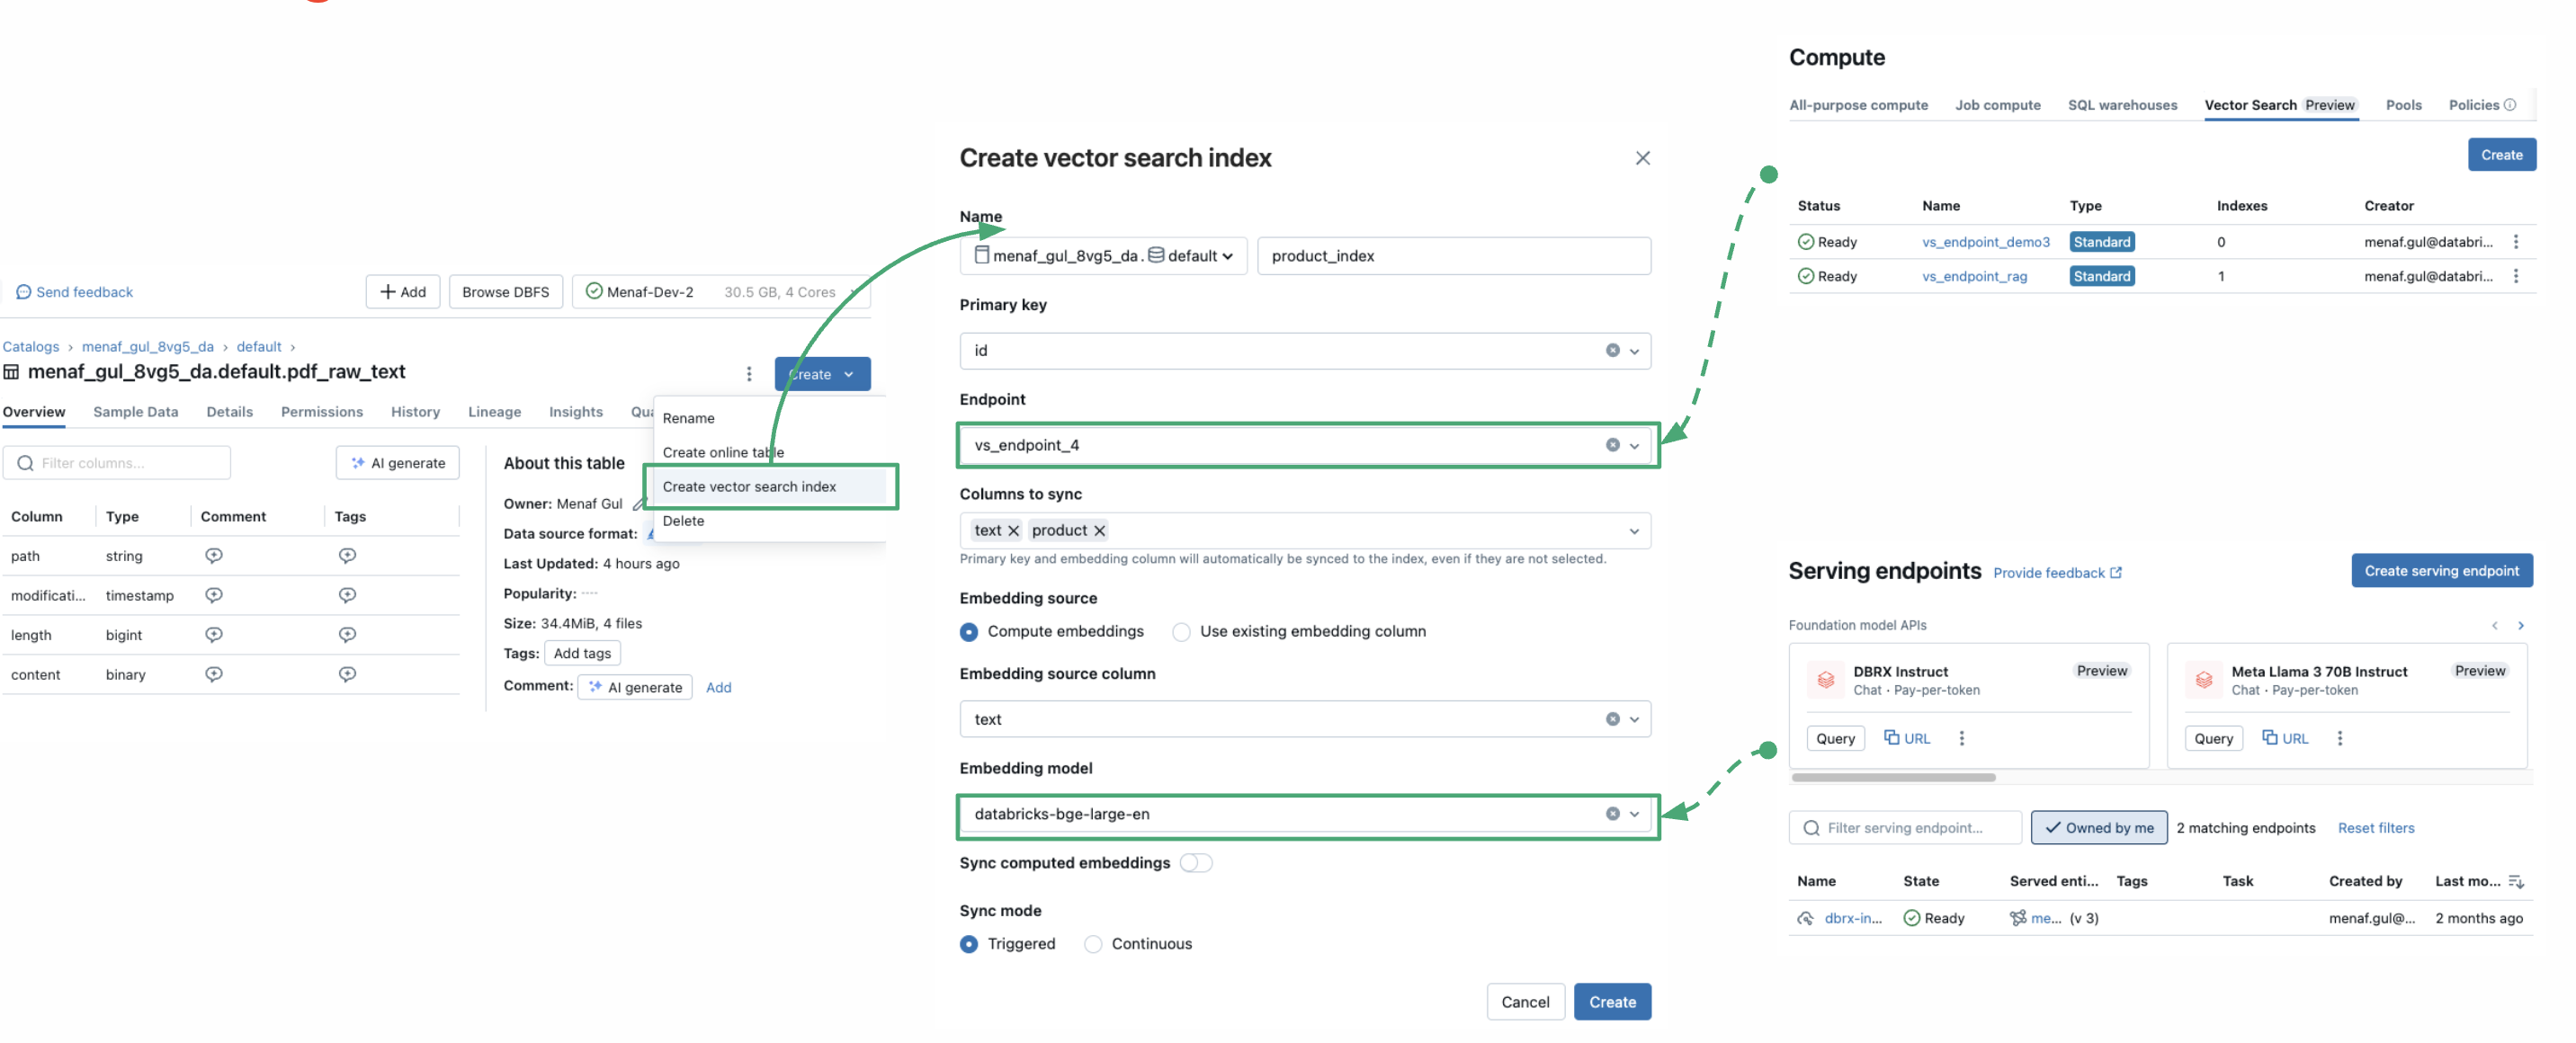 Send feedback
Add
Browse DBFS
Menaf-Dev-2 30.5 GB, 4 Cores
Catalogs › menaf_gul_8vg5_da › default ›
menaf_gul_8vg5_da.default.pdf_raw_text
Create
Overview Sample Data Details Permissions History Lineage Insights Qua
Rename
Create online table
Create vector search index
Delete
Filter columns...
AI generate
Column Type Comment Tags
path string
modificati... timestamp
length bigint
content binary
About this table
Owner: Menaf Gul
Data source format:
Last Updated: 4 hours ago
Popularity:
Size: 34.4MiB, 4 files
Tags: Add tags
Comment: AI generate Add
Create vector search index
Name
menaf_gul_8vg5_da. default product_index
Primary key
id
Endpoint
vs_endpoint_4
Columns to sync
text product
Primary key and embedding column will automatically be synced to the index, even if they are not selected.
Embedding source
Compute embeddings Use existing embedding column
Embedding source column
text
Embedding model
databricks-bge-large-en
Sync computed embeddings
Sync mode
Triggered Continuous
Cancel Create
Compute
All-purpose compute Job compute SQL warehouses Vector Search Preview Pools Policies
Create
Status Name Type Indexes Creator
Ready vs_endpoint_demo3 Standard 0 menaf.gul@databri...
Ready vs_endpoint_rag Standard 1 menaf.gul@databri...
Serving endpoints Provide feedback Create serving endpoint
Foundation model APIs
DBRX Instruct Preview
Chat · Pay-per-token
Query URL
Meta Llama 3 70B Instruct Preview
Chat · Pay-per-token
Query URL
Filter serving endpoint... Owned by me 2 matching endpoints Reset filters
Name State Served enti... Tags Task Created by Last mo...
dbrx-in... Ready me... (v 3) menaf.gul@... 2 months ago